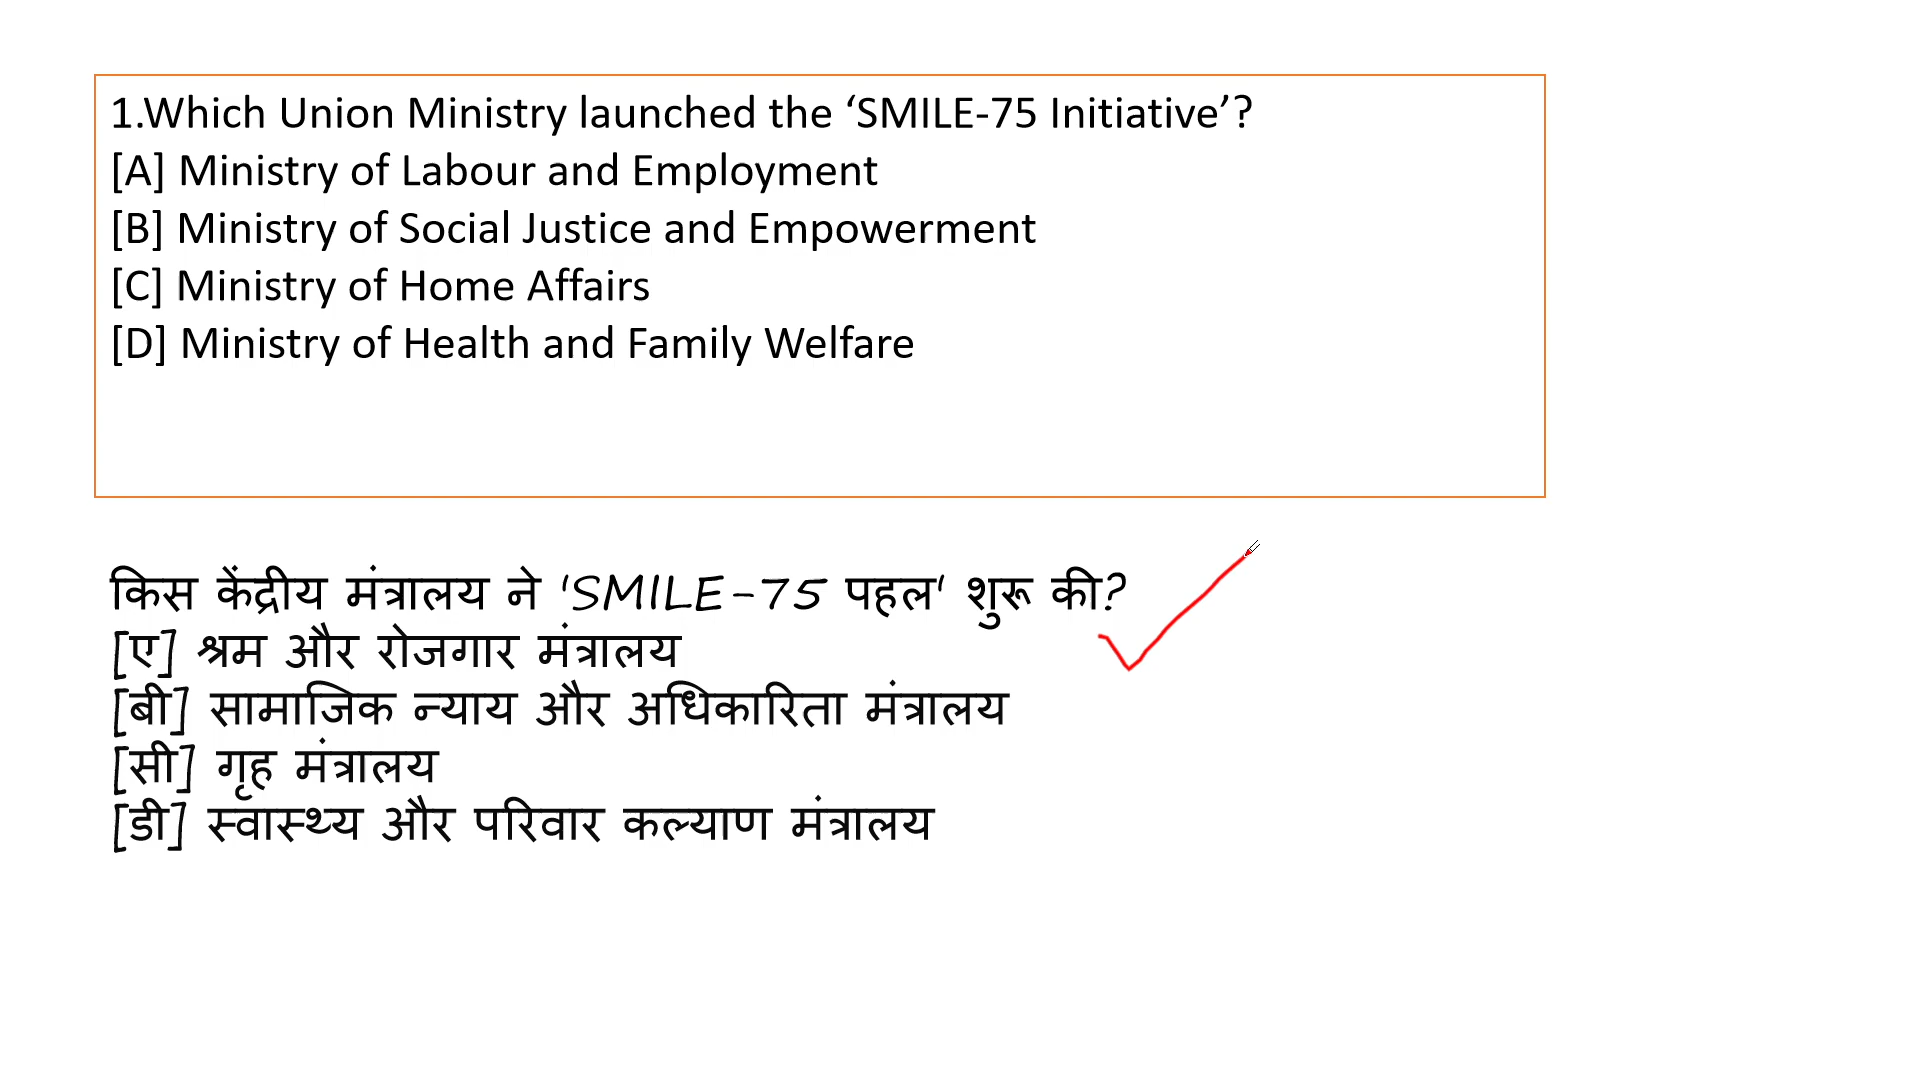 1.Which Union Ministry launched the ‘SMILE-75 Initiative’?
[A] Ministry of Labour and Employment
[B] Ministry of Social Justice and Empowerment
[C] Ministry of Home Affairs
[D] Ministry of Health and Family Welfare
किस केंद्रीय मंत्रालय ने 'SMILE-75 पहल' शुरू की?
[ए] श्रम और रोजगार मंत्रालय
[बी] सामाजिक न्याय और अधिकारिता मंत्रालय
[सी] गृह मंत्रालय
[डी] स्वास्थ्य और परिवार कल्याण मंत्रालय